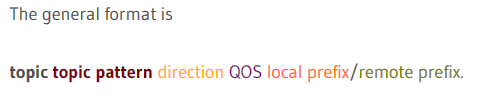 The general format is
topic topic pattern direction QOS local prefix/remote prefix.